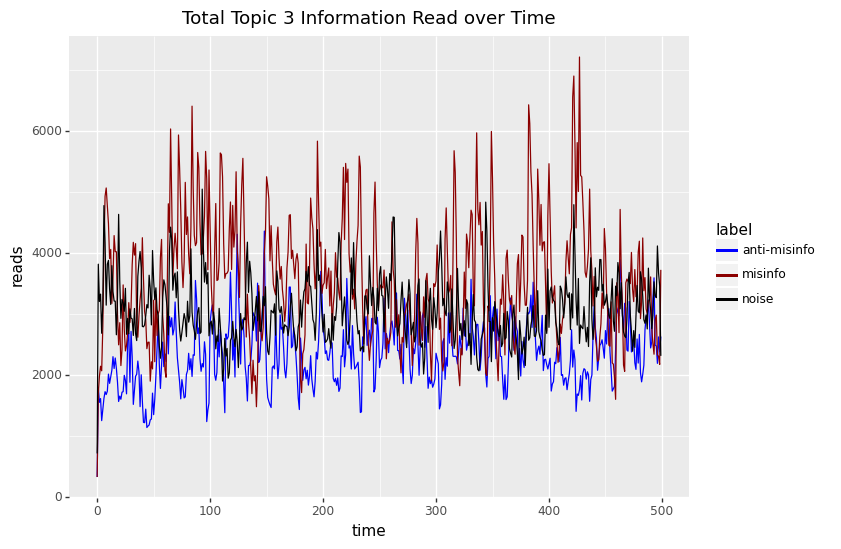 Total Topic 3 Information Read over Time
6000
4000
2000
0
reads
0 100 200 300 400 500
time
label
anti-misinfo
misinfo
noise